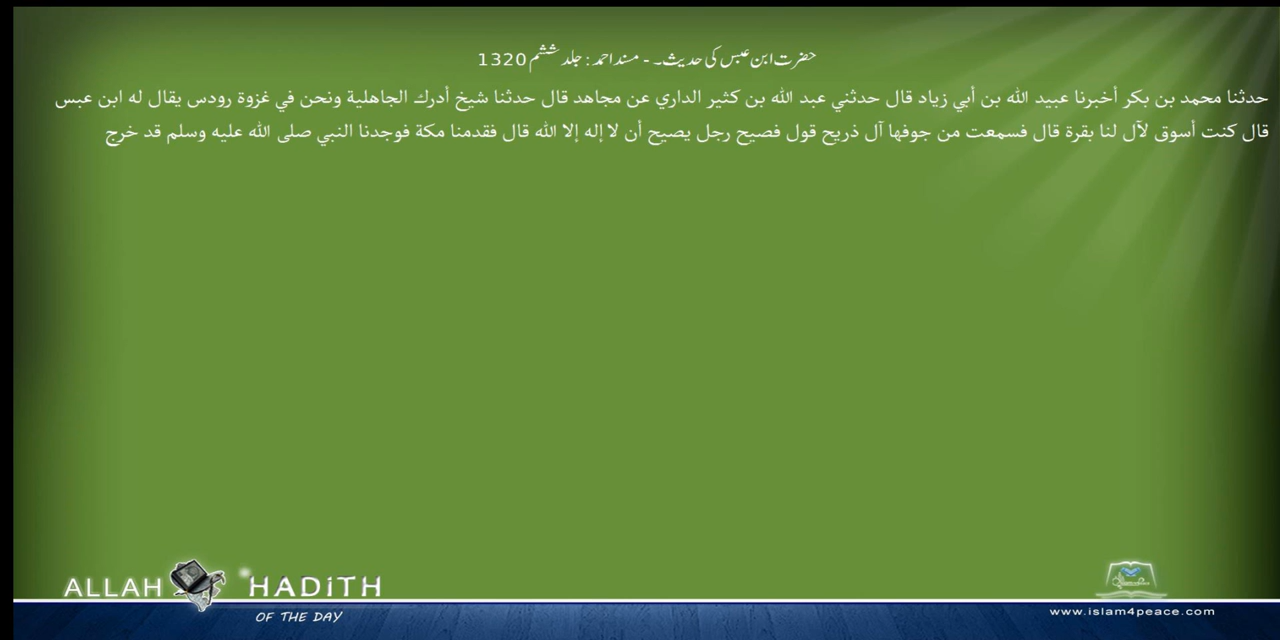 حضرت ابن عبس کی حدیث۔ - مسند احمد : جلد ششم 1320
حدثنا محمد بن بكر أخبرنا عبيد الله بن أبي زياد قال حدثني عبد الله بن كثير الداري عن مجاهد قال حدثنا شيخ أدرك الجاهلية ونحن في غزوة رودس يقال له ابن عبس
قال كنت أسوق لآل لنا بقرة قال فسمعت من جوفها آل ذريح قول فصيح رجل يصيح أن لا إله إلا الله قال فقدمنا مكة فوجدنا النبي صلى الله عليه وسلم قد خرج
ALLAH HADITH
OF THE DAY
www.islam4peace.com